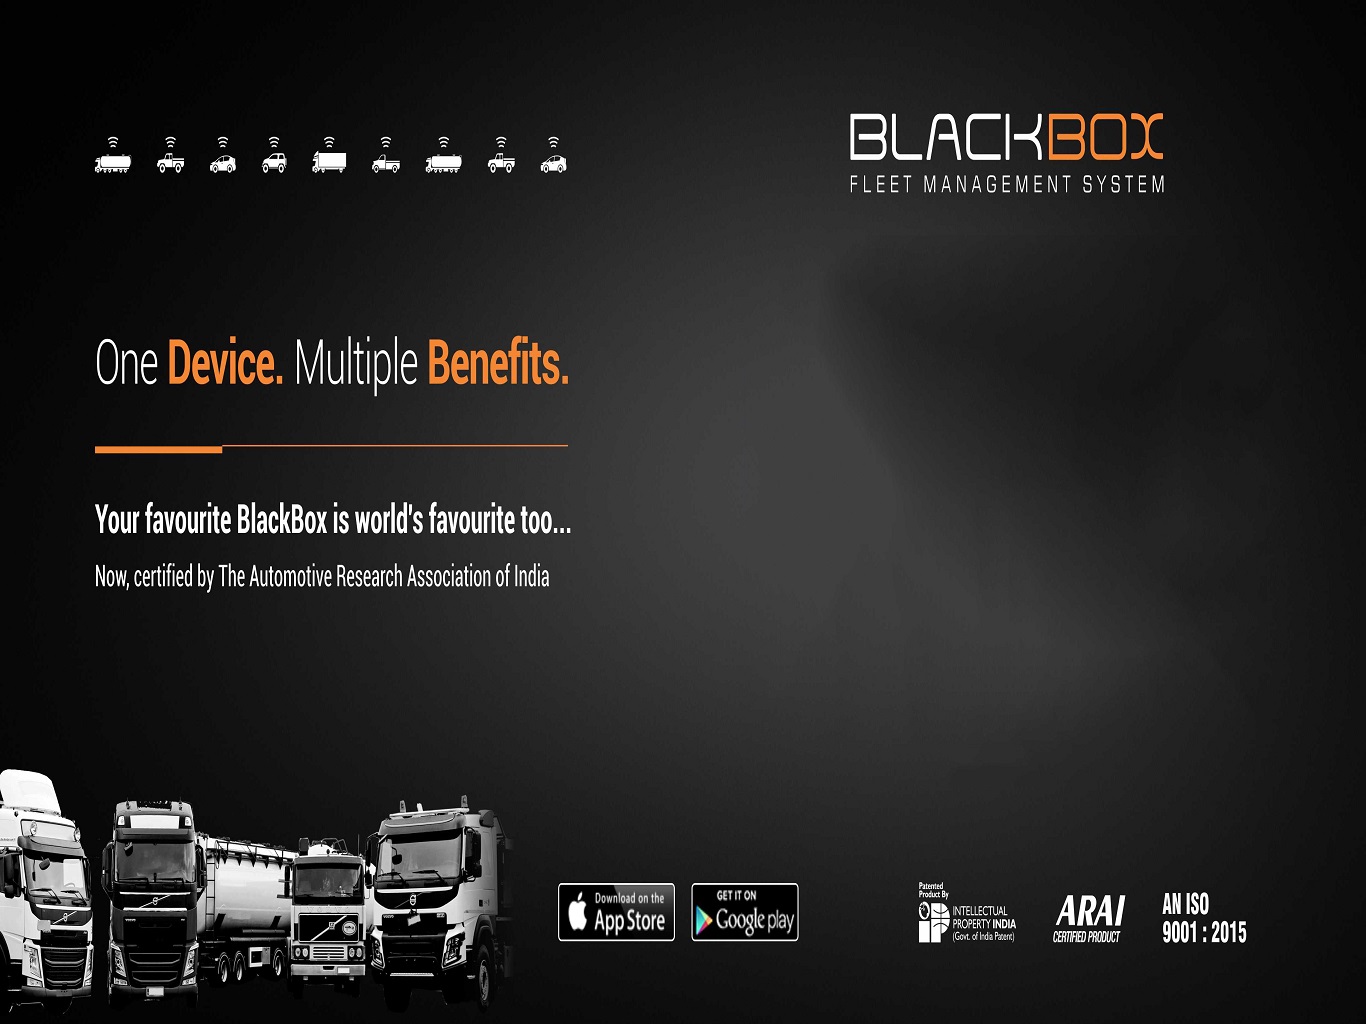 BLACKBOX
FLEET MANAGEMENT SYSTEM
One Device. Multiple Benefits.
Your favourite BlackBox is world's favourite too...
Now, certified by The Automotive Research Association of India
Download on the
App Store
GET IT ON
Google play
Patented
Product By
INTELLECTUAL
PROPERTY INDIA
(Govt. of India Patent)
ARAI
CERTIFIED PRODUCT
AN ISO
9001 : 2015